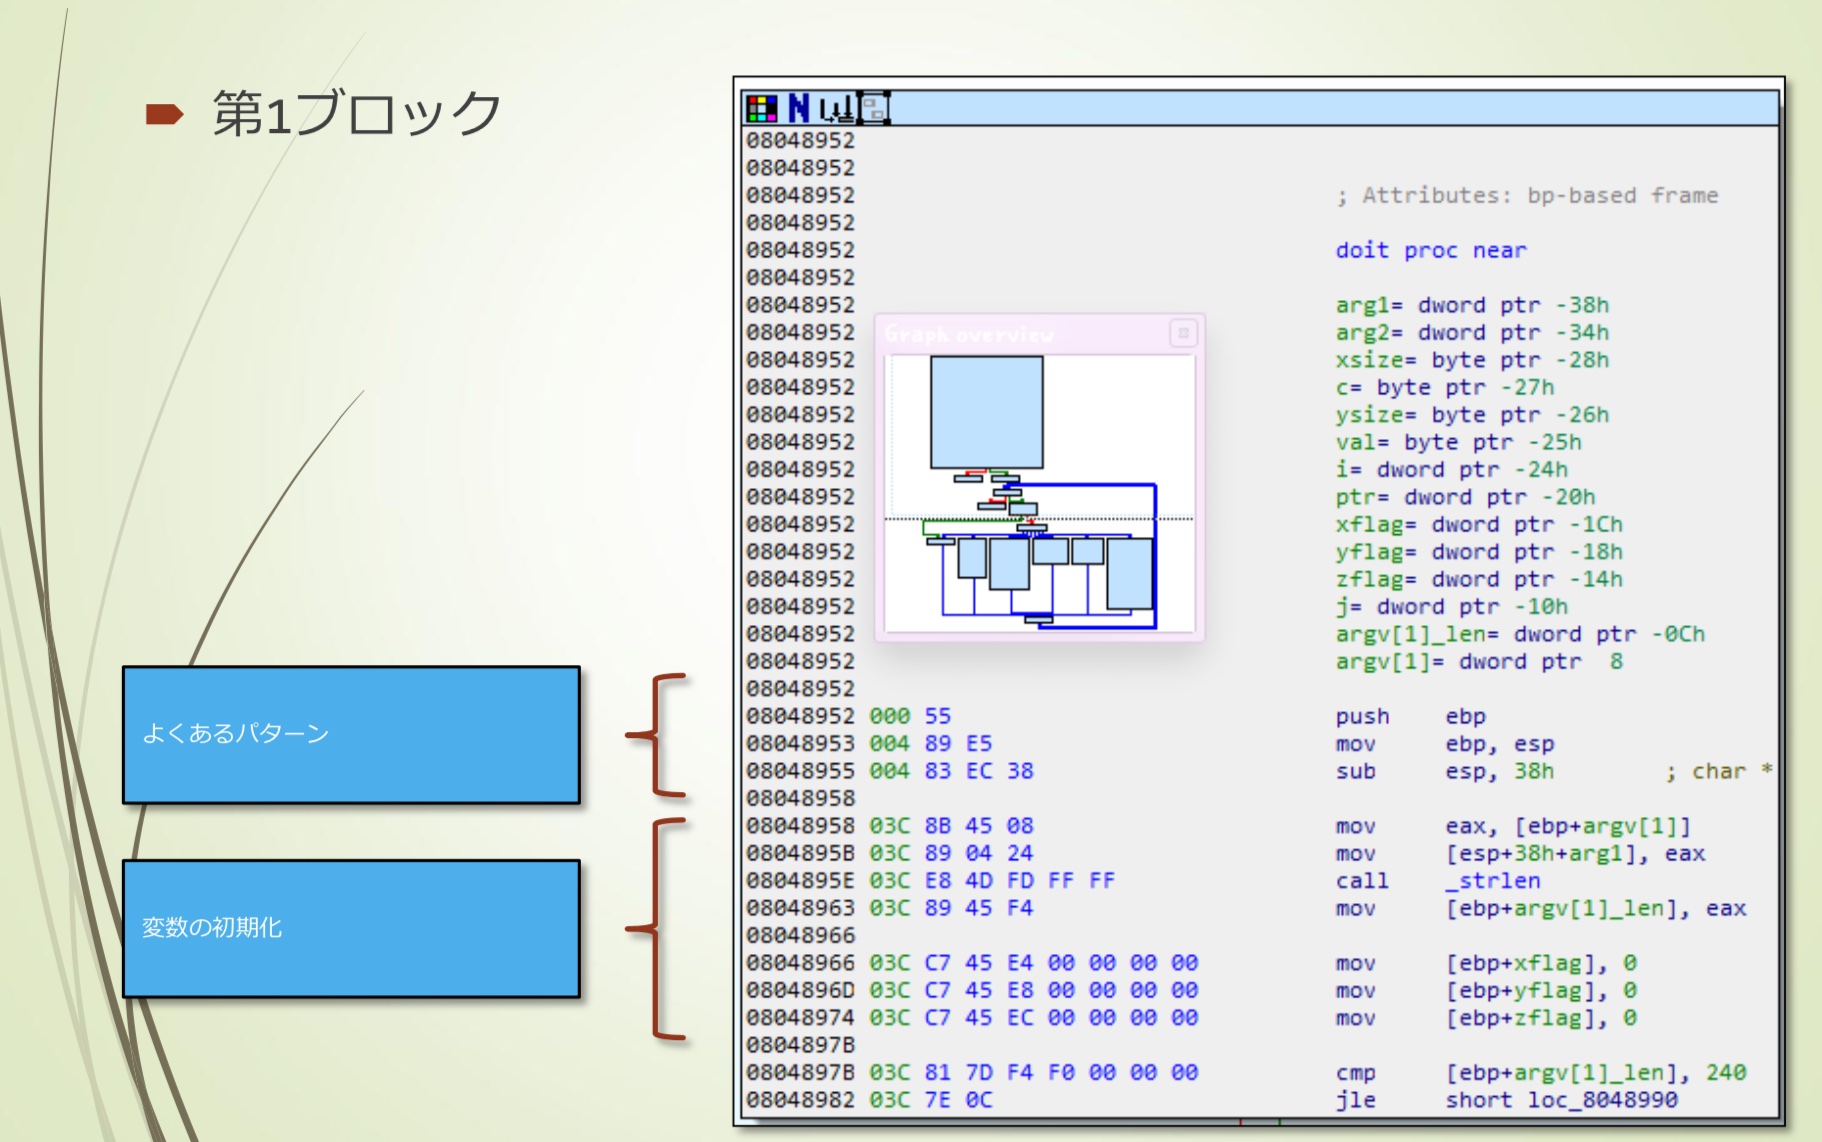 第1ブロック
よくあるパターン
変数の初期化
N
08048952
08048952
08048952 ; Attributes: bp-based frame
08048952
08048952 doit proc near
08048952
08048952 arg1= dword ptr -38h
08048952 arg2= dword ptr -34h
08048952 xsize= byte ptr -28h
08048952 c= byte ptr -27h
08048952 ysize= byte ptr -26h
08048952 val= byte ptr -25h
08048952 i= dword ptr -24h
08048952 ptr= dword ptr -20h
08048952 xflag= dword ptr -1Ch
08048952 yflag= dword ptr -18h
08048952 zflag= dword ptr -14h
08048952 j= dword ptr -10h
08048952 argv[1]_len= dword ptr -0Ch
08048952 argv[1]= dword ptr 8
08048952
08048952 000 55 push ebp
08048953 004 89 E5 mov ebp, esp
08048955 004 83 EC 38 sub esp, 38h ; char *
08048958
08048958 03C 8B 45 08 mov eax, [ebp+argv[1]]
0804895B 03C 89 04 24 mov [esp+38h+arg1], eax
0804895E 03C E8 4D FD FF FF call _strlen
08048963 03C 89 45 F4 mov [ebp+argv[1]_len], eax
08048966
08048966 03C C7 45 E4 00 00 00 00 mov [ebp+xflag], 0
0804896D 03C C7 45 E8 00 00 00 00 mov [ebp+yflag], 0
08048974 03C C7 45 EC 00 00 00 00 mov [ebp+zflag], 0
0804897B
0804897B 03C 81 7D F4 F0 00 00 00 cmp [ebp+argv[1]_len], 240
08048982 03C 7E 0C jle short loc_8048990
Graph overview